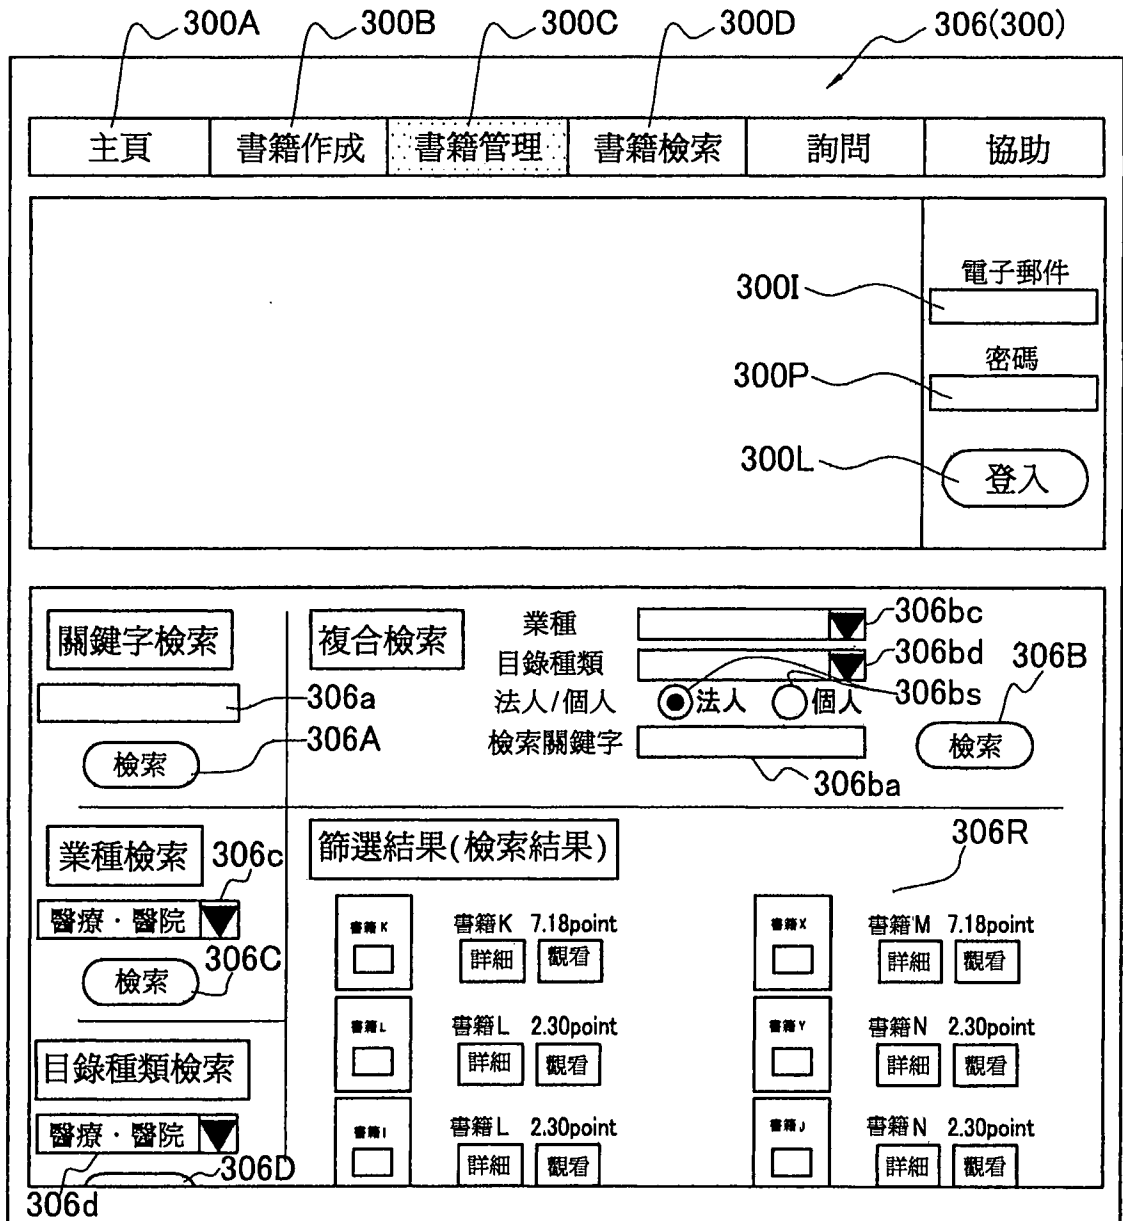 300A 300B 300C 300D 306(300)
主頁 書籍作成 書籍管理 書籍檢索 詢問 協助
電子郵件
300I
密碼
300P
300L 登入
關鍵字檢索
306a
306A
檢索
複合檢索
業種 306bc
目錄種類 306bd
法人/個人 法人 個人 306bs
檢索關鍵字 306ba
306B
檢索
業種檢索 306c
醫療・醫院
306C
檢索
目錄種類檢索
醫療・醫院
306D
306d
篩選結果(檢索結果) 306R
書籍K 書籍K 7.18point
詳細 觀看
書籍X 書籍M 7.18point
詳細 觀看
書籍L 書籍L 2.30point
詳細 觀看
書籍Y 書籍N 2.30point
詳細 觀看
書籍I 書籍L 2.30point
詳細 觀看
書籍J 書籍N 2.30point
詳細 觀看